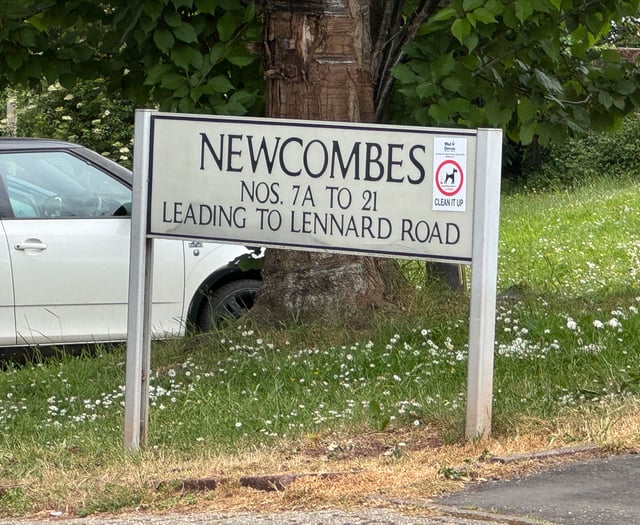 NEWCOMBES
NOS. 7A TO 21
LEADING TO LENNARD ROAD
CLEAN IT UP